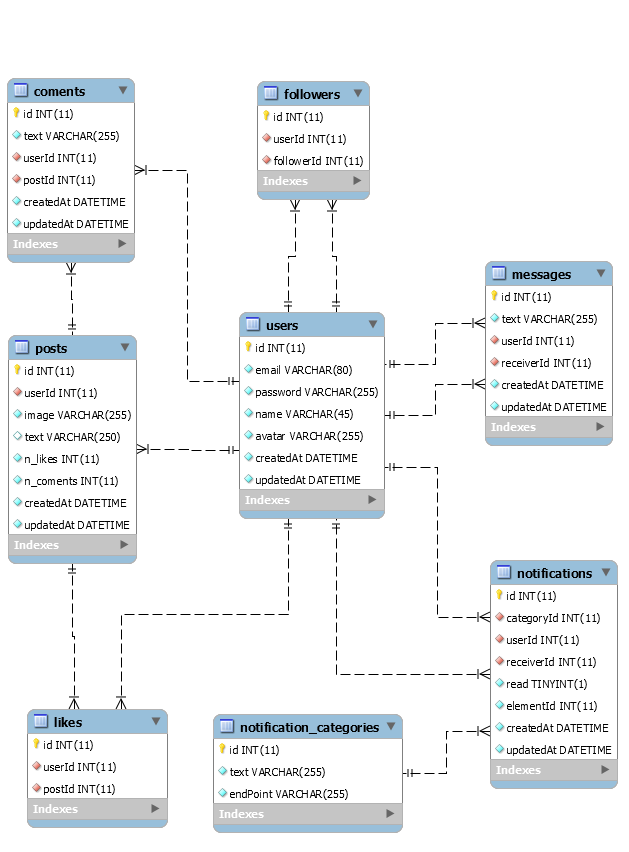 coments
id INT(11)
text VARCHAR(255)
userId INT(11)
postId INT(11)
createdAt DATETIME
updatedAt DATETIME
Indexes
followers
id INT(11)
userId INT(11)
followerId INT(11)
Indexes
messages
id INT(11)
text VARCHAR(255)
userId INT(11)
receiverId INT(11)
createdAt DATETIME
updatedAt DATETIME
Indexes
users
id INT(11)
email VARCHAR(80)
password VARCHAR(255)
name VARCHAR(45)
avatar VARCHAR(255)
createdAt DATETIME
updatedAt DATETIME
Indexes
posts
id INT(11)
userId INT(11)
image VARCHAR(255)
text VARCHAR(250)
n_likes INT(11)
n_coments INT(11)
createdAt DATETIME
updatedAt DATETIME
Indexes
notifications
id INT(11)
categoryId INT(11)
userId INT(11)
receiverId INT(11)
read TINYINT(1)
elementId INT(11)
createdAt DATETIME
updatedAt DATETIME
Indexes
likes
id INT(11)
userId INT(11)
postId INT(11)
Indexes
notification_categories
id INT(11)
text VARCHAR(255)
endPoint VARCHAR(255)
Indexes